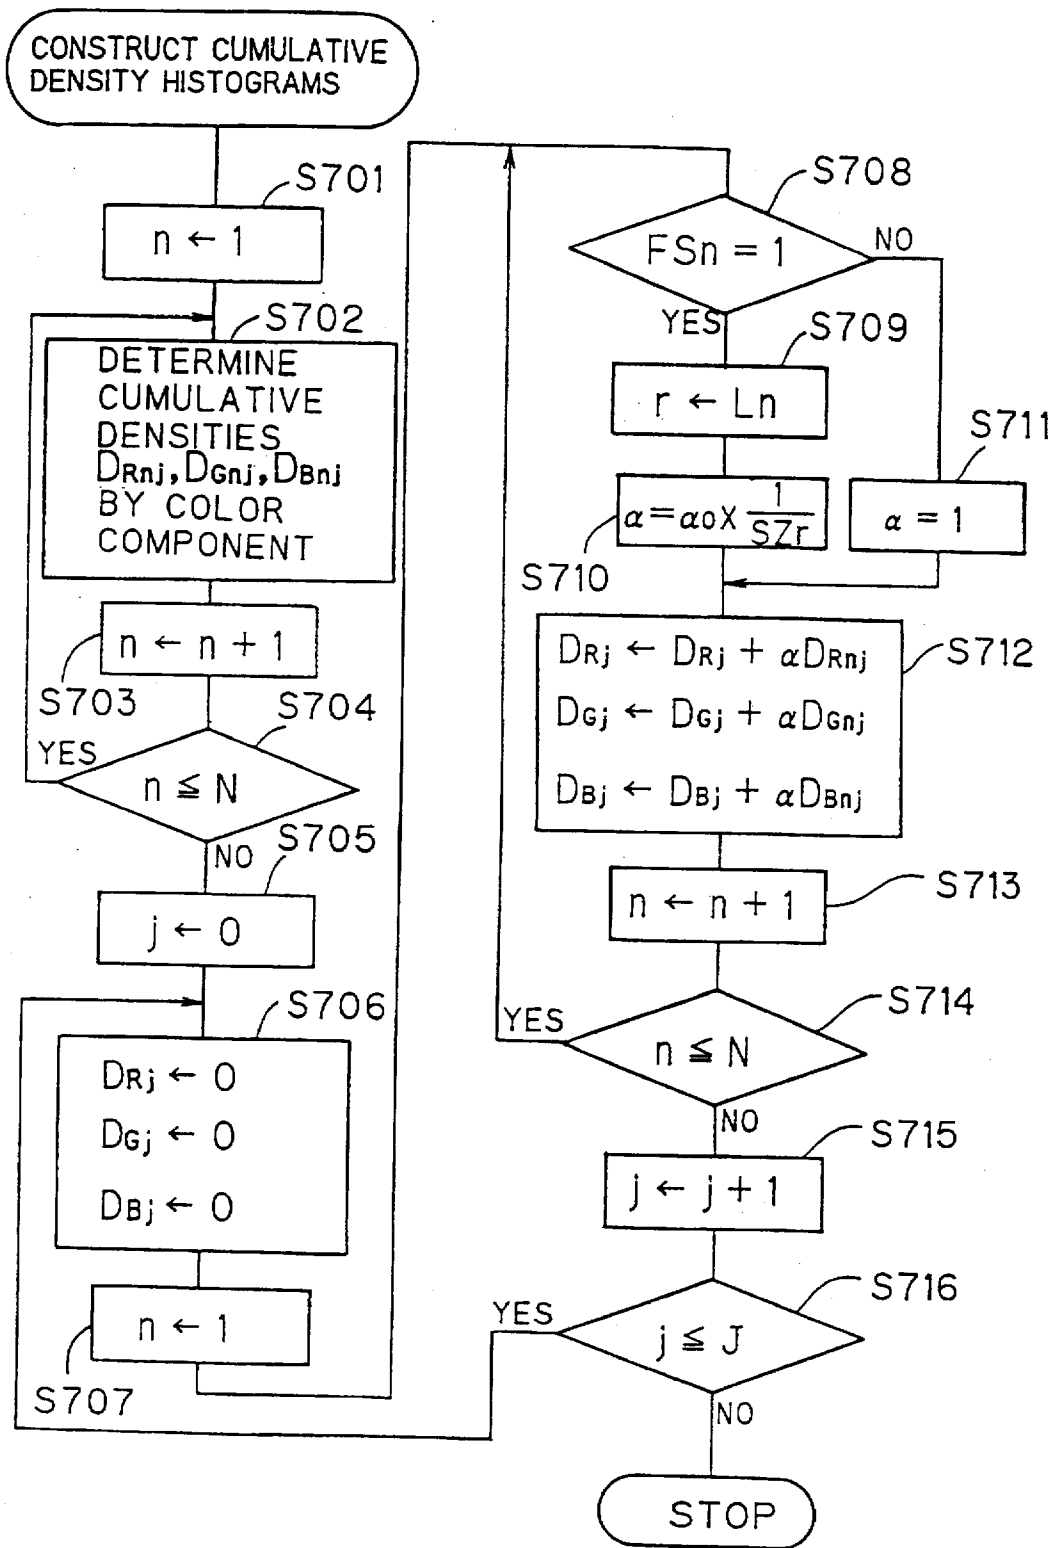 CONSTRUCT CUMULATIVE
DENSITY HISTOGRAMS
S701
n ← 1
S702
DETERMINE
CUMULATIVE
DENSITIES
DRnj, DGnj, DBnj
BY COLOR
COMPONENT
n ← n + 1
S703
S704
YES
n ≦ N
NO
S705
j ← 0
S706
DRj ← 0
DGj ← 0
DBj ← 0
n ← 1
S707
S708
FSn = 1
NO
YES
S709
r ← Ln
S711
α = αo X 1/SZr
α = 1
S710
S712
DRj ← DRj + αDRnj
DGj ← DGj + αDGnj
DBj ← DBj + αDBnj
S713
n ← n + 1
S714
YES
n ≦ N
NO
S715
j ← j + 1
S716
YES
j ≦ J
NO
STOP